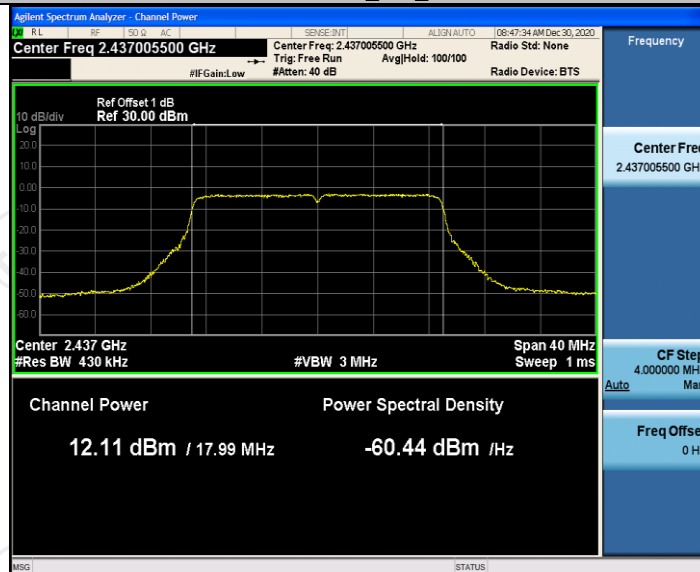 Agilent Spectrum Analyzer - Channel Power
RL RF 50 Ω AC SENSE:INT ALIGN AUTO 08:47:34 AM Dec 30, 2020
Center Freq 2.437005500 GHz
Center Freq: 2.437005500 GHz
Radio Std: None
Trig: Free Run Avg|Hold: 100/100
#IFGain:Low
#Atten: 40 dB
Radio Device: BTS
Frequency
Ref Offset 1 dB
10 dB/div Ref 30.00 dBm
Log
20.0
10.0
0.00
-10.0
-20.0
-30.0
-40.0
-50.0
-60.0
Center Fre
2.437005500 GH
Center 2.437 GHz
Span 40 MHz
#Res BW 430 kHz
#VBW 3 MHz
Sweep 1 ms
CF Step
4.000000 MH
Auto Man
Channel Power
Power Spectral Density
12.11 dBm / 17.99 MHz
-60.44 dBm /Hz
Freq Offse
0 H
MSG
STATUS